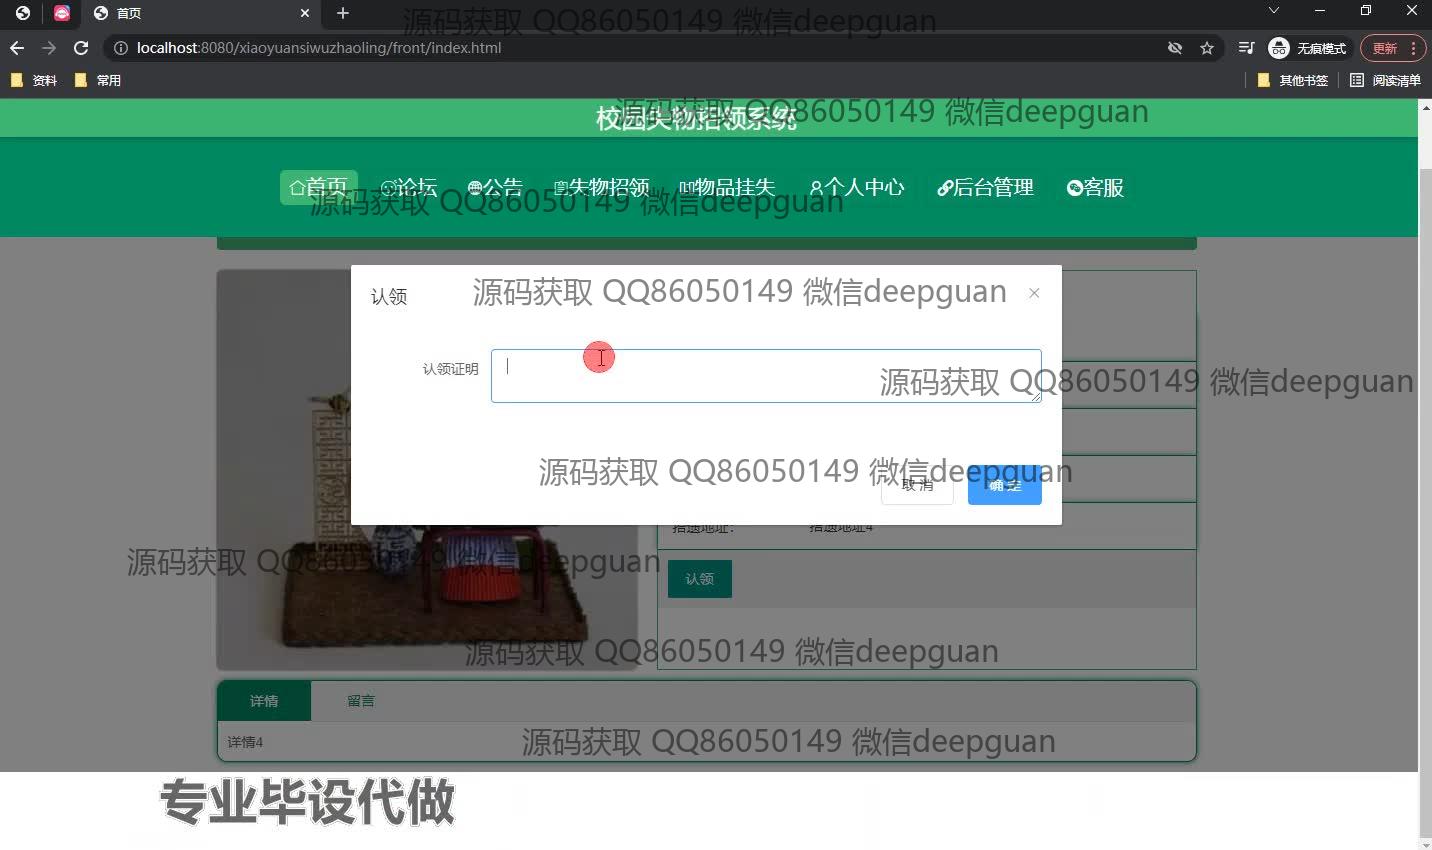 首页
源码获取 QQ86050149 微信deepguan
localhost:8080/xiaoyuansiwuzhaoling/front/index.html
无痕模式
更新
资料
常用
其他书签
阅读清单
校园失物招领系统
源码获取 QQ86050149 微信deepguan
首页
论坛
公告
失物招领
物品挂失
个人中心
后台管理
客服
源码获取 QQ86050149 微信deepguan
认领
源码获取 QQ86050149 微信deepguan
认领证明
源码获取 QQ86050149 微信deepguan
源码获取 QQ86050149 微信deepguan
取消
确定
拾遗地址：
拾遗地址4
源码获取 QQ86050149 微信deepguan
认领
源码获取 QQ86050149 微信deepguan
详情
留言
详情4
源码获取 QQ86050149 微信deepguan
专业毕设代做